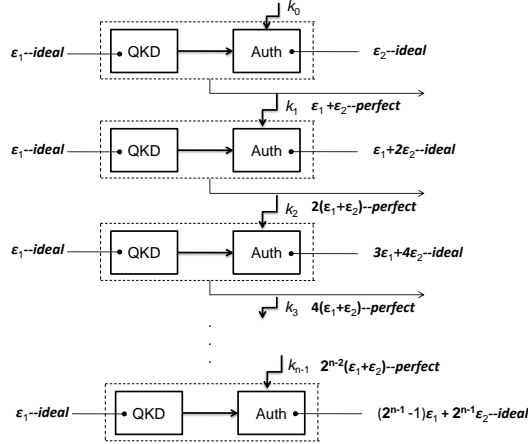 k₀
ε₁--ideal QKD Auth ε₂--ideal
k₁ ε₁+ε₂--perfect
ε₁--ideal QKD Auth ε₁+2ε₂--ideal
k₂ 2(ε₁+ε₂)--perfect
ε₁--ideal QKD Auth 3ε₁+4ε₂--ideal
k₃ 4(ε₁+ε₂)--perfect
kₙ₋₁ 2ⁿ⁻²(ε₁+ε₂)--perfect
ε₁--ideal QKD Auth (2ⁿ⁻¹-1)ε₁ + 2ⁿ⁻¹ε₂--ideal